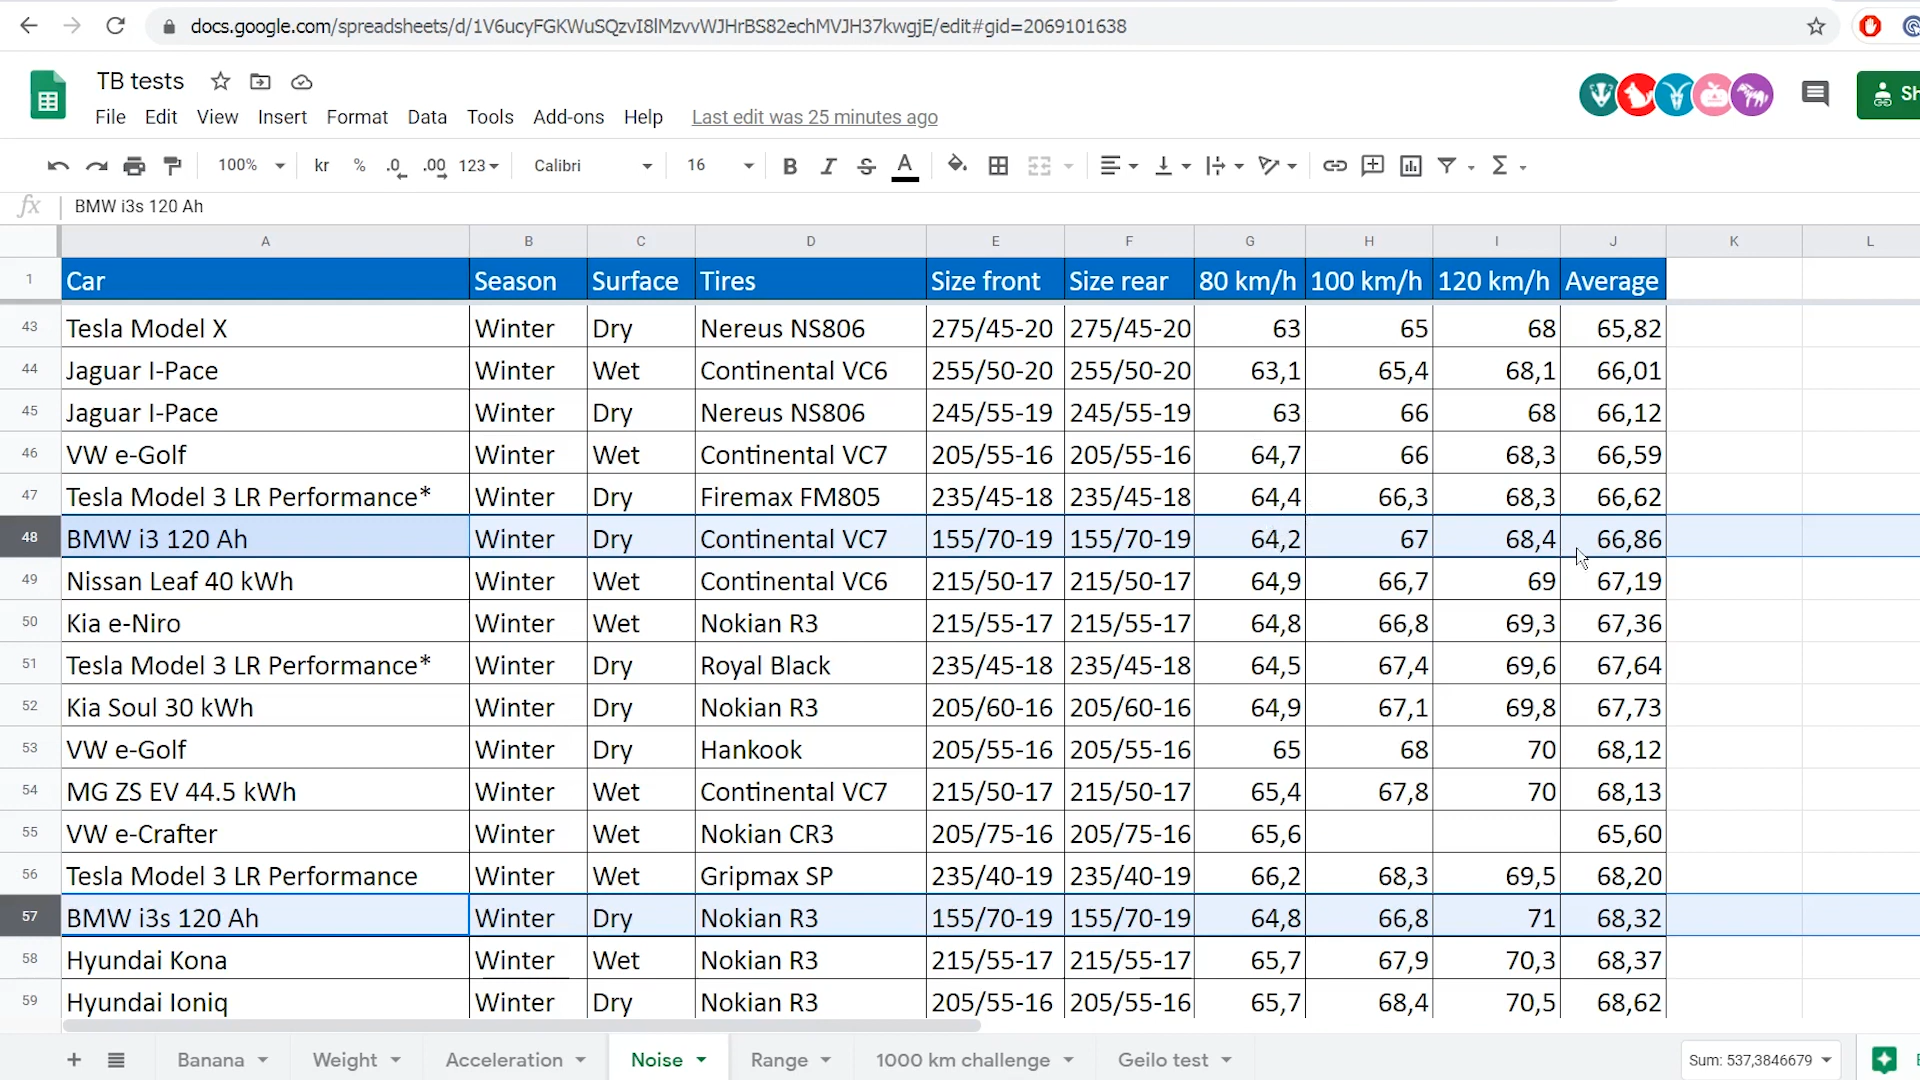 docs.google.com/spreadsheets/d/1V6ucyFGKWuSQzvI8lMzvvWJHrBS82echMVJH37kwgjE/edit#gid=2069101638
TB tests
File Edit View Insert Format Data Tools Add-ons Help Last edit was 25 minutes ago
100% kr % .0 .00 123 Calibri 16 B I S A
fx BMW i3s 120 Ah
A B C D E F G H I J K L
1 Car Season Surface Tires Size front Size rear 80 km/h 100 km/h 120 km/h Average
43 Tesla Model X Winter Dry Nereus NS806 275/45-20 275/45-20 63 65 68 65,82
44 Jaguar I-Pace Winter Wet Continental VC6 255/50-20 255/50-20 63,1 65,4 68,1 66,01
45 Jaguar I-Pace Winter Dry Nereus NS806 245/55-19 245/55-19 63 66 68 66,12
46 VW e-Golf Winter Wet Continental VC7 205/55-16 205/55-16 64,7 66 68,3 66,59
47 Tesla Model 3 LR Performance* Winter Dry Firemax FM805 235/45-18 235/45-18 64,4 66,3 68,3 66,62
48 BMW i3 120 Ah Winter Dry Continental VC7 155/70-19 155/70-19 64,2 67 68,4 66,86
49 Nissan Leaf 40 kWh Winter Wet Continental VC6 215/50-17 215/50-17 64,9 66,7 69 67,19
50 Kia e-Niro Winter Wet Nokian R3 215/55-17 215/55-17 64,8 66,8 69,3 67,36
51 Tesla Model 3 LR Performance* Winter Dry Royal Black 235/45-18 235/45-18 64,5 67,4 69,6 67,64
52 Kia Soul 30 kWh Winter Dry Nokian R3 205/60-16 205/60-16 64,9 67,1 69,8 67,73
53 VW e-Golf Winter Dry Hankook 205/55-16 205/55-16 65 68 70 68,12
54 MG ZS EV 44.5 kWh Winter Wet Continental VC7 215/50-17 215/50-17 65,4 67,8 70 68,13
55 VW e-Crafter Winter Wet Nokian CR3 205/75-16 205/75-16 65,6 65,60
56 Tesla Model 3 LR Performance Winter Wet Gripmax SP 235/40-19 235/40-19 66,2 68,3 69,5 68,20
57 BMW i3s 120 Ah Winter Dry Nokian R3 155/70-19 155/70-19 64,8 66,8 71 68,32
58 Hyundai Kona Winter Wet Nokian R3 215/55-17 215/55-17 65,7 67,9 70,3 68,37
59 Hyundai Ioniq Winter Dry Nokian R3 205/55-16 205/55-16 65,7 68,4 70,5 68,62
Banana Weight Acceleration Noise Range 1000 km challenge Geilo test Sum: 537,3846679